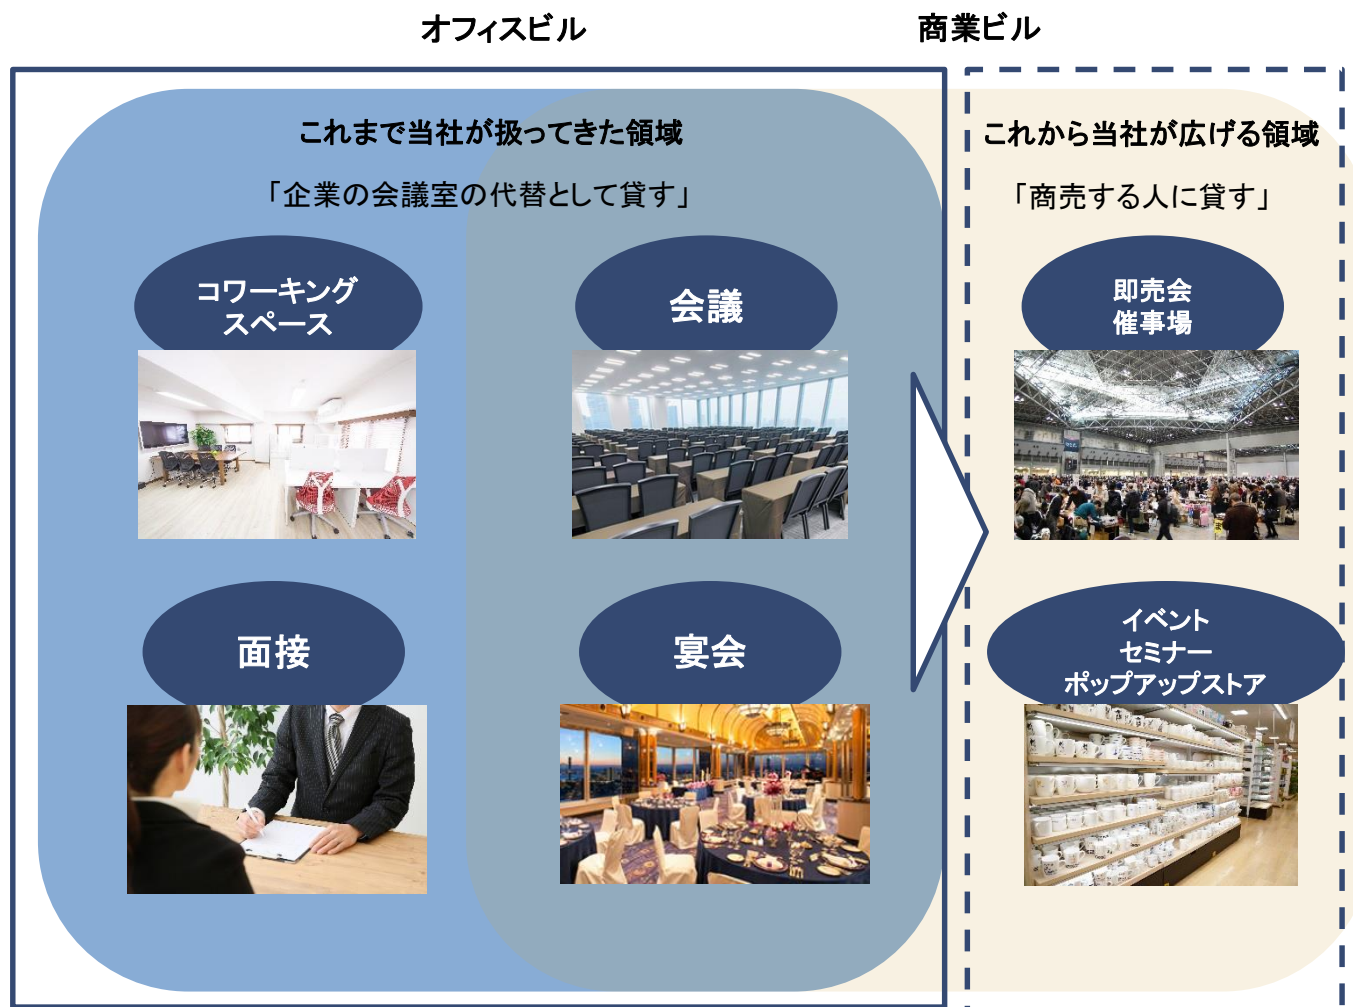 オフィスビル
商業ビル
これまで当社が扱ってきた領域
「企業の会議室の代替として貸す」
これから当社が広げる領域
「商売する人に貸す」
コワーキング
スペース
会議
即売会
催事場
面接
宴会
イベント
セミナー
ポップアップストア